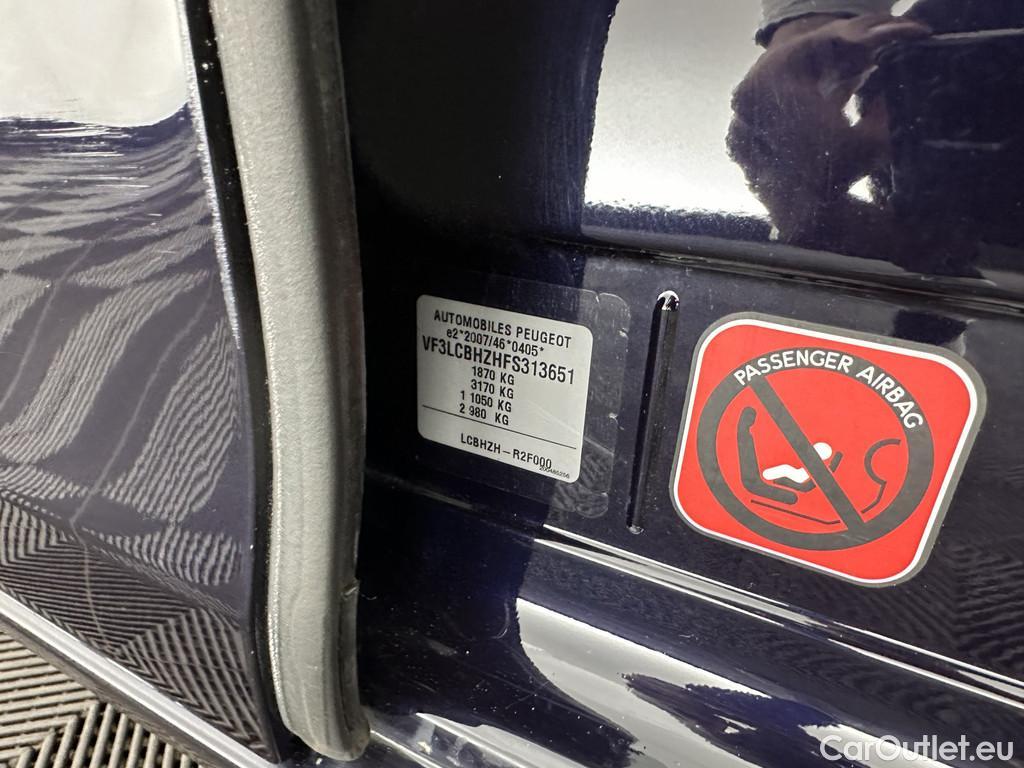 AUTOMOBILES PEUGEOT
e2*2007/46*0405*
VF3LCBHZHFS313651
1870 KG
3170 KG
1 1050 KG
2 980 KG
LCBHZH-R2F000
PASSENGER AIRBAG
CarOutlet.eu